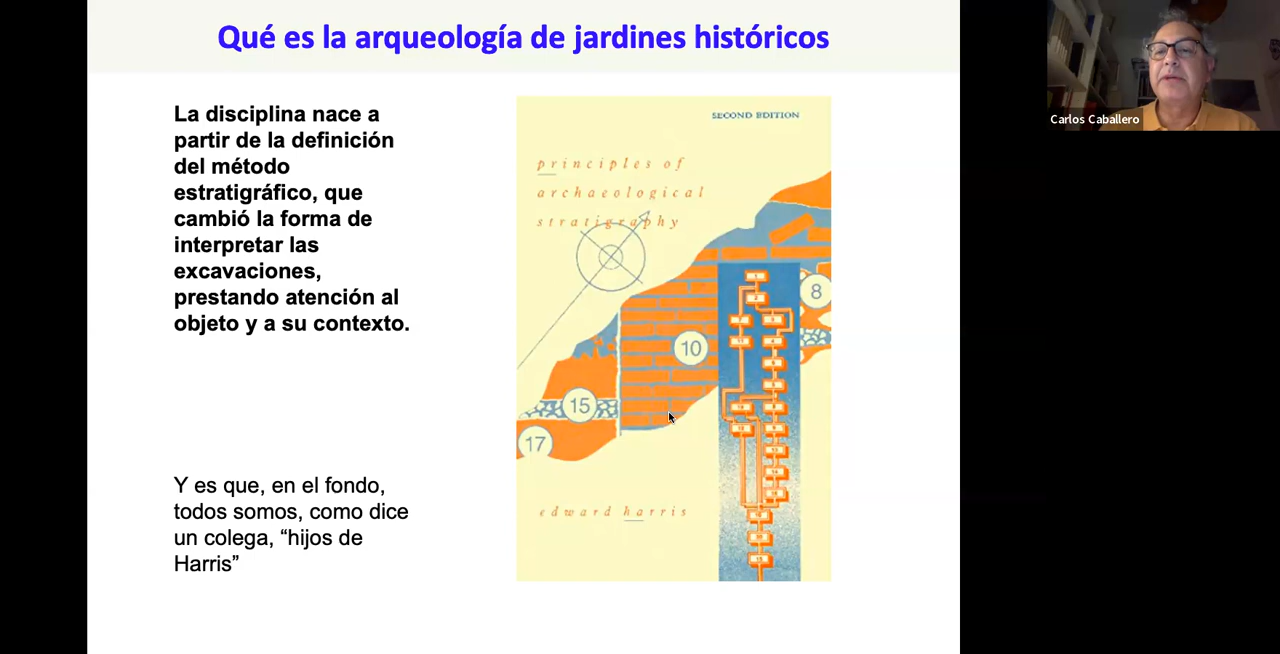 Qué es la arqueología de jardines históricos
La disciplina nace a
partir de la definición
del método
estratigráfico, que
cambió la forma de
interpretar las
excavaciones,
prestando atención al
objeto y a su contexto.
Y es que, en el fondo,
todos somos, como dice
un colega, “hijos de
Harris”
SECOND EDITION
principles of
archaeological
stratigraphy
8
10
15
17
edward harris
Carlos Caballero